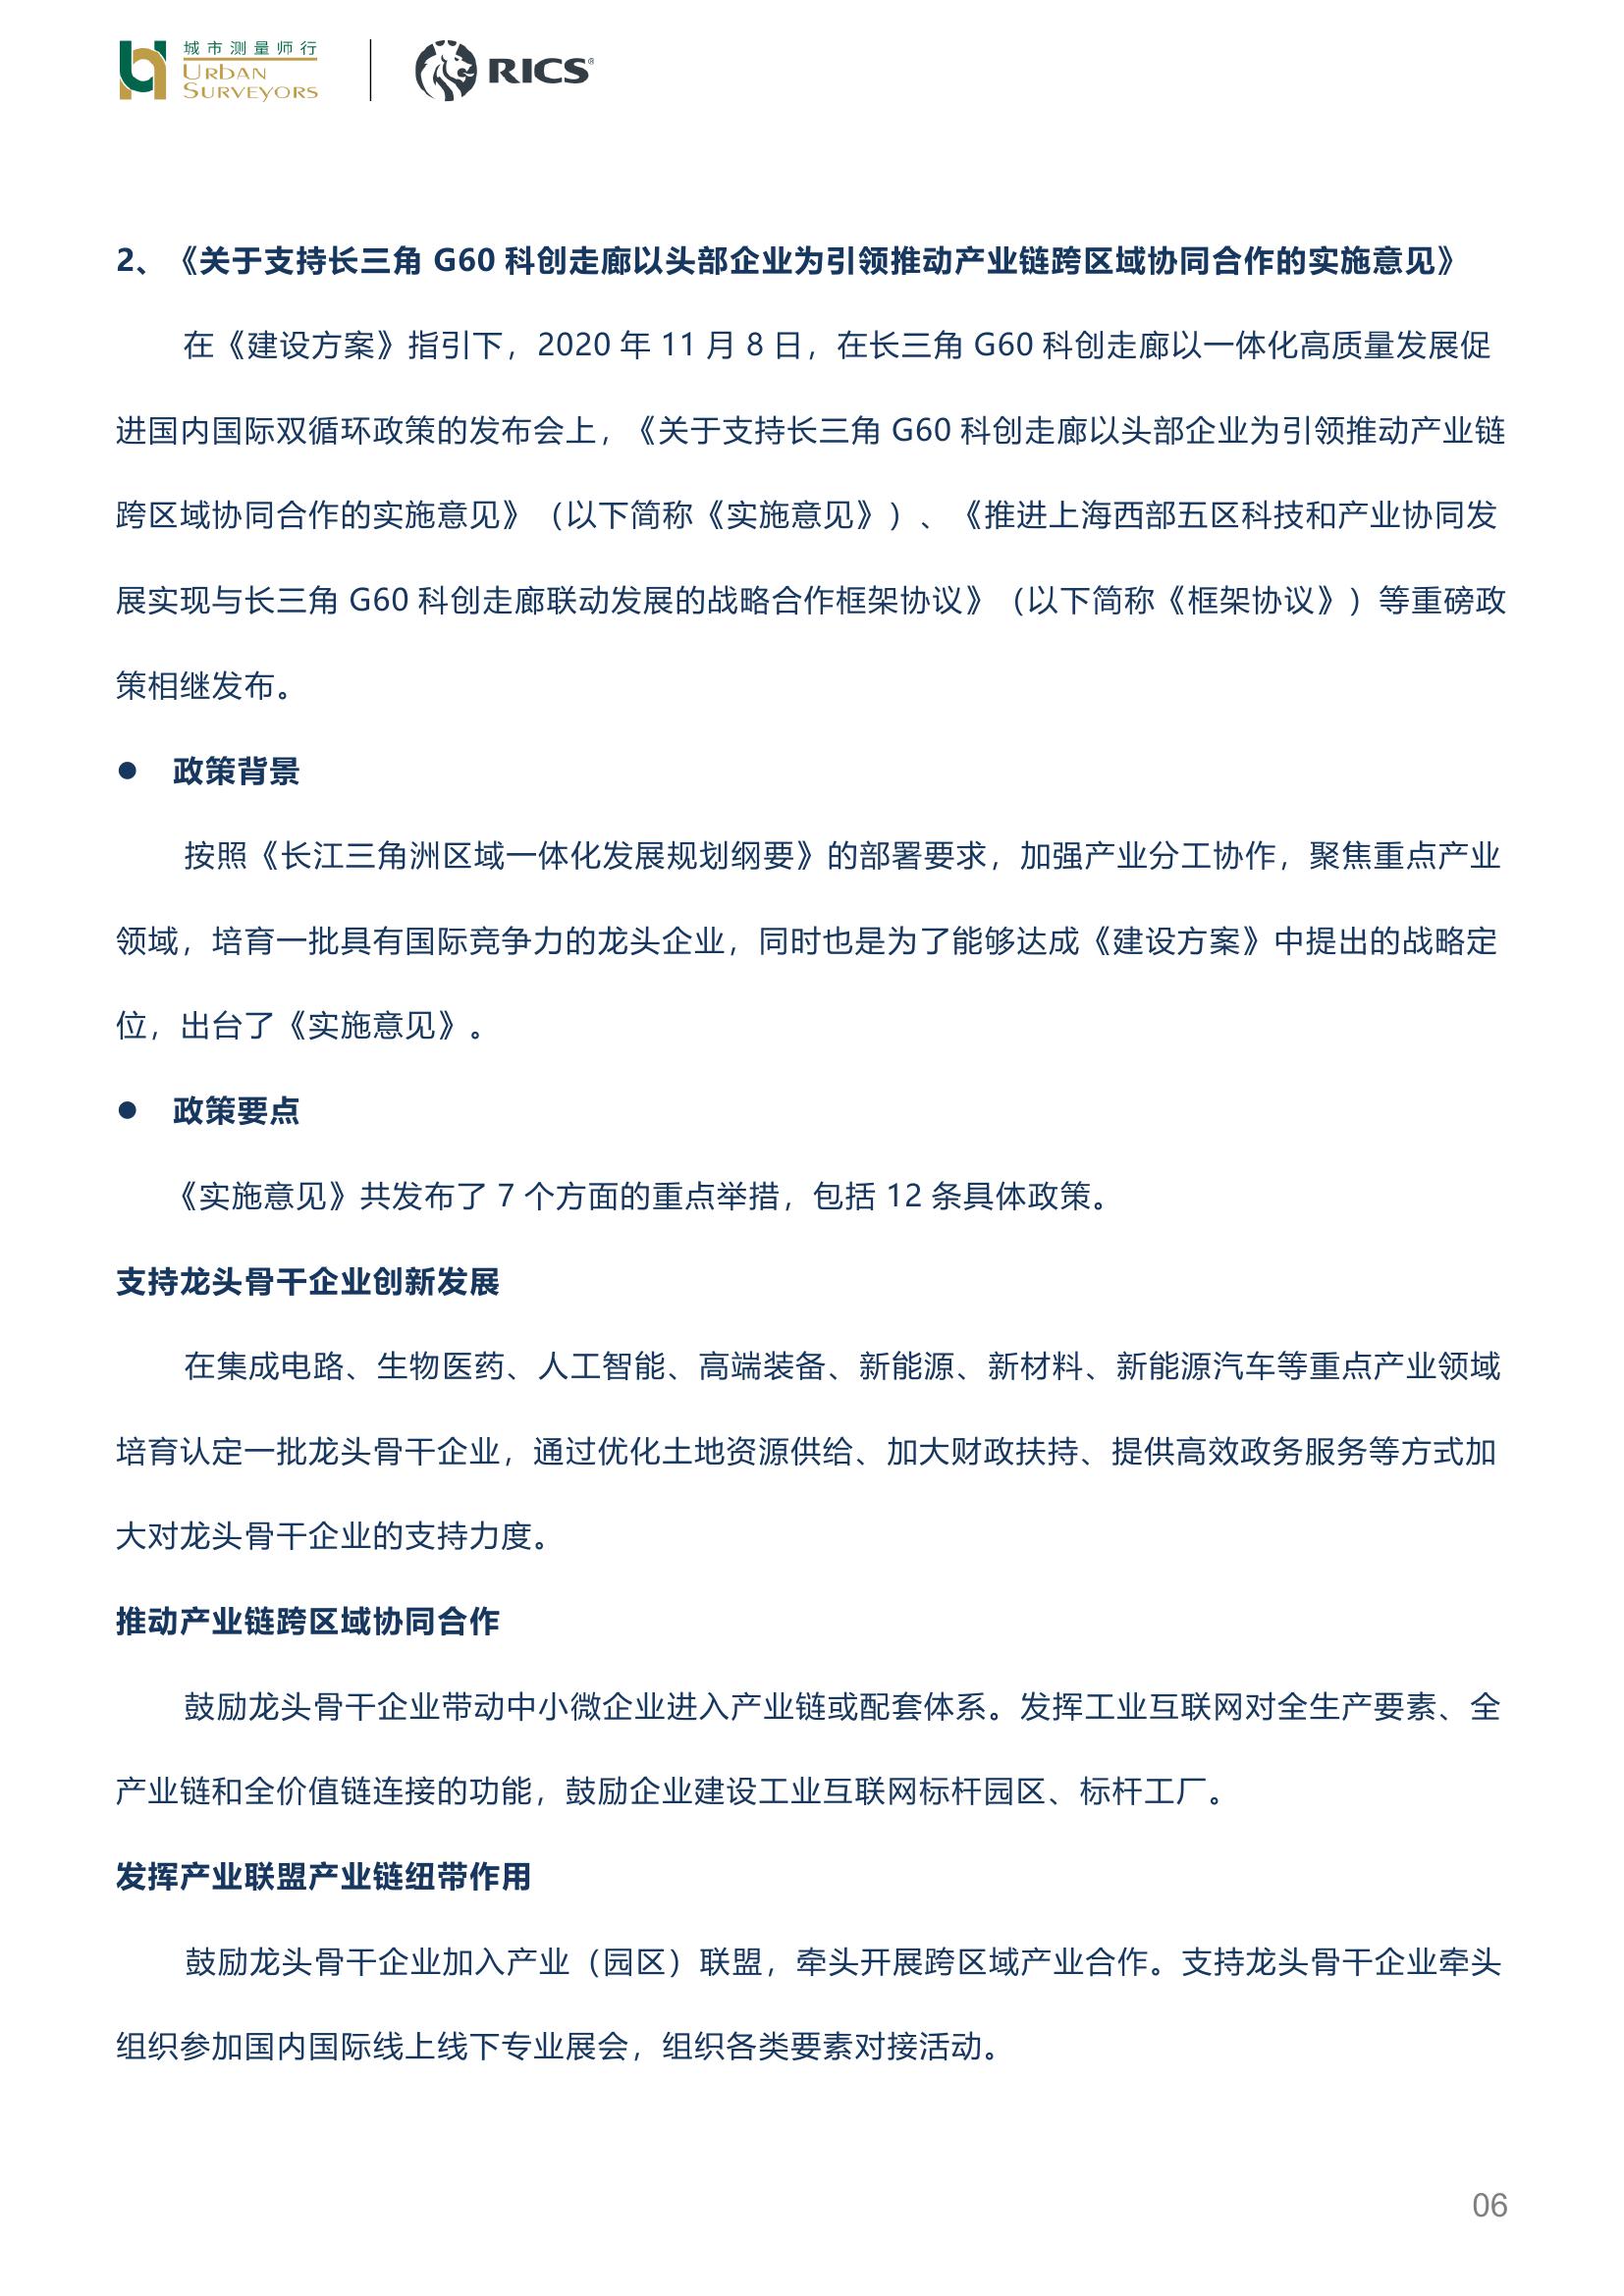 城市测量师行
URBAN
SURVEYORS
RICS®
2、《关于支持长三角 G60 科创走廊以头部企业为引领推动产业链跨区域协同合作的实施意见》
在《建设方案》指引下，2020 年 11 月 8 日，在长三角 G60 科创走廊以一体化高质量发展促
进国内国际双循环政策的发布会上，《关于支持长三角 G60 科创走廊以头部企业为引领推动产业链
跨区域协同合作的实施意见》（以下简称《实施意见》）、《推进上海西部五区科技和产业协同发
展实现与长三角 G60 科创走廊联动发展的战略合作框架协议》（以下简称《框架协议》）等重磅政
策相继发布。
● 政策背景
按照《长江三角洲区域一体化发展规划纲要》的部署要求，加强产业分工协作，聚焦重点产业
领域，培育一批具有国际竞争力的龙头企业，同时也是为了能够达成《建设方案》中提出的战略定
位，出台了《实施意见》。
● 政策要点
《实施意见》共发布了 7 个方面的重点举措，包括 12 条具体政策。
支持龙头骨干企业创新发展
在集成电路、生物医药、人工智能、高端装备、新能源、新材料、新能源汽车等重点产业领域
培育认定一批龙头骨干企业，通过优化土地资源供给、加大财政扶持、提供高效政务服务等方式加
大对龙头骨干企业的支持力度。
推动产业链跨区域协同合作
鼓励龙头骨干企业带动中小微企业进入产业链或配套体系。发挥工业互联网对全生产要素、全
产业链和全价值链连接的功能，鼓励企业建设工业互联网标杆园区、标杆工厂。
发挥产业联盟产业链纽带作用
鼓励龙头骨干企业加入产业（园区）联盟，牵头开展跨区域产业合作。支持龙头骨干企业牵头
组织参加国内国际线上线下专业展会，组织各类要素对接活动。
06